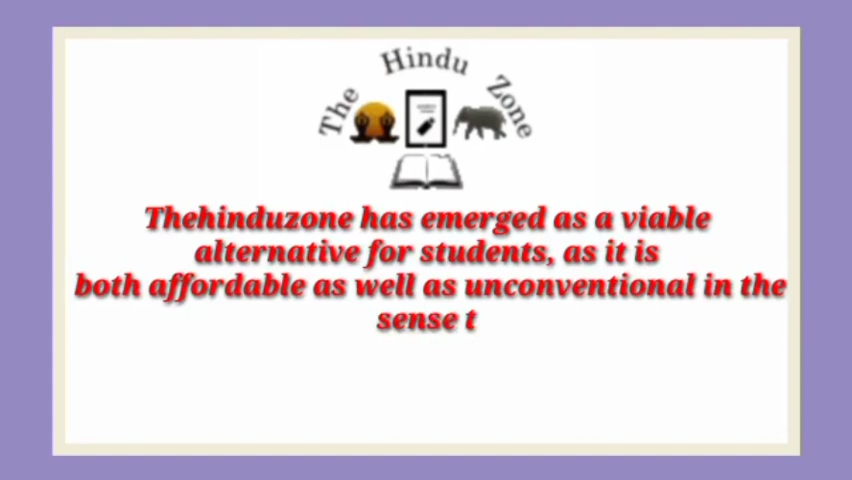 The Hindu Zone
Thehinduzone has emerged as a viable
alternative for students, as it is
both affordable as well as unconventional in the
sense t